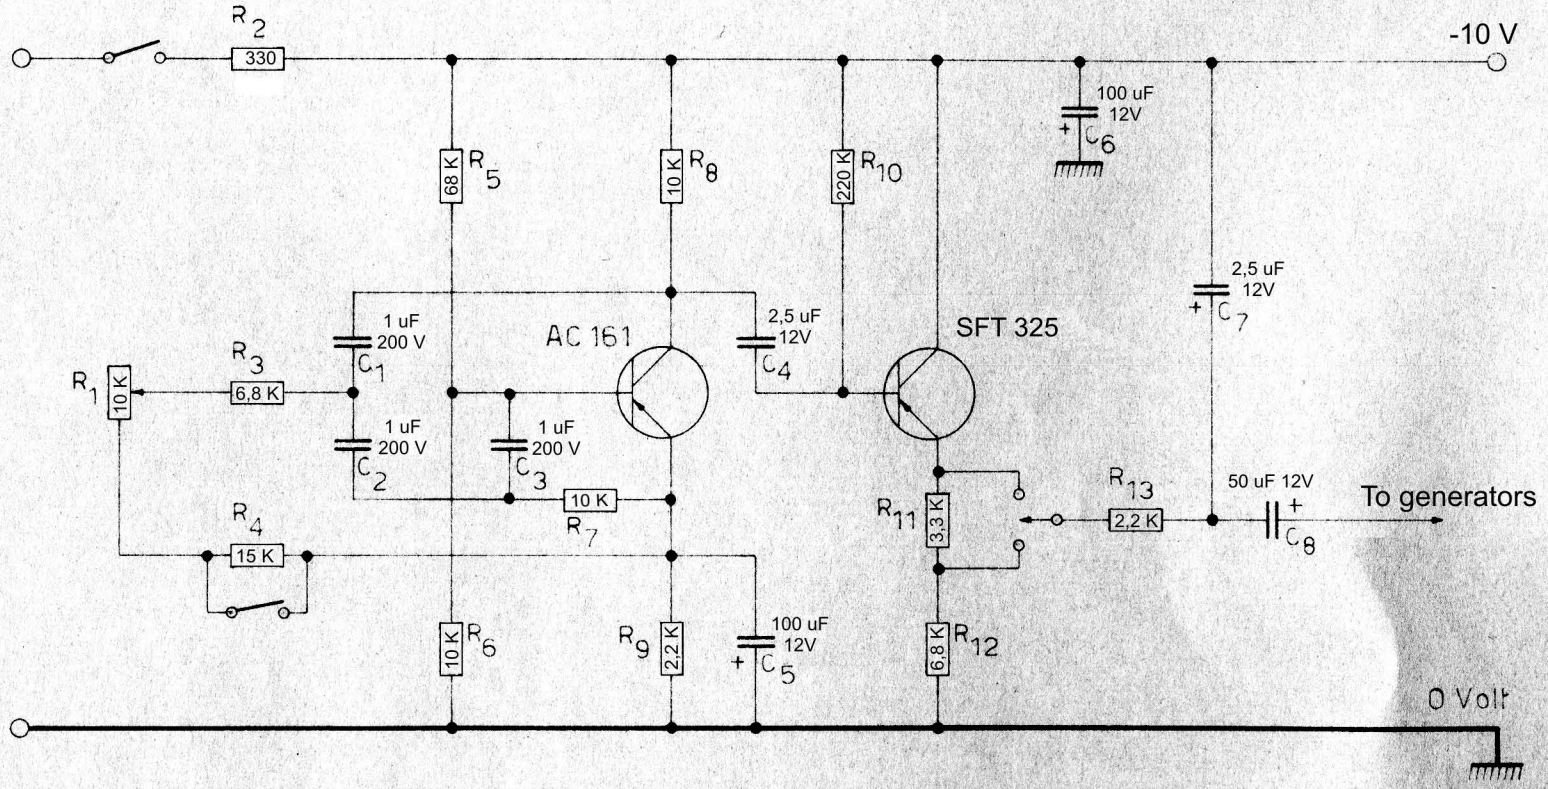 R2
330
-10 V
100 uF
12V
+
C6
R5
68 K
R8
10 K
R10
220 K
2,5 uF
12V
+
C7
1 uF
200 V
C1
AC 161
2,5 uF
12V
C4
SFT 325
R1
10 K
R3
6,8 K
1 uF
200 V
C2
1 uF
200 V
C3
10 K
R7
R11
3,3 K
R13
2,2 K
50 uF 12V
+
C8
To generators
R4
15 K
R6
10 K
R9
2,2 K
100 uF
12V
+
C5
R12
6,8 K
0 Volt